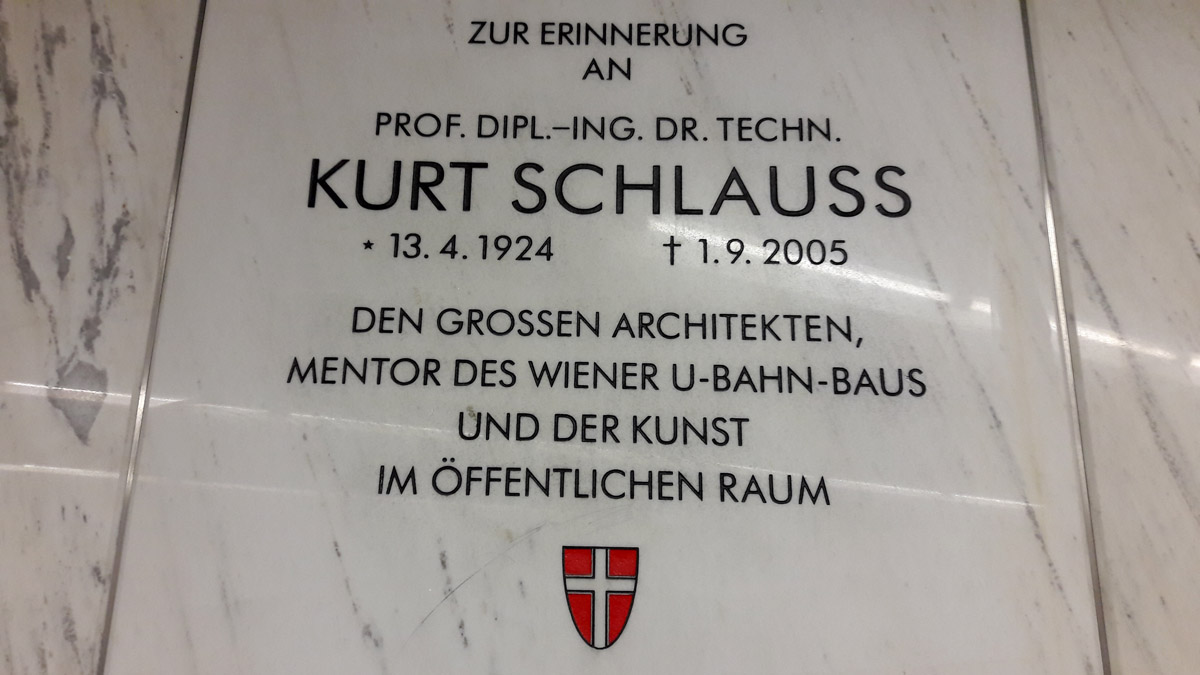 ZUR ERINNERUNG
AN
PROF. DIPL.–ING. DR. TECHN.
KURT SCHLAUSS
★ 13. 4. 1924 † 1. 9. 2005
DEN GROSSEN ARCHITEKTEN,
MENTOR DES WIENER U-BAHN-BAUS
UND DER KUNST
IM ÖFFENTLICHEN RAUM